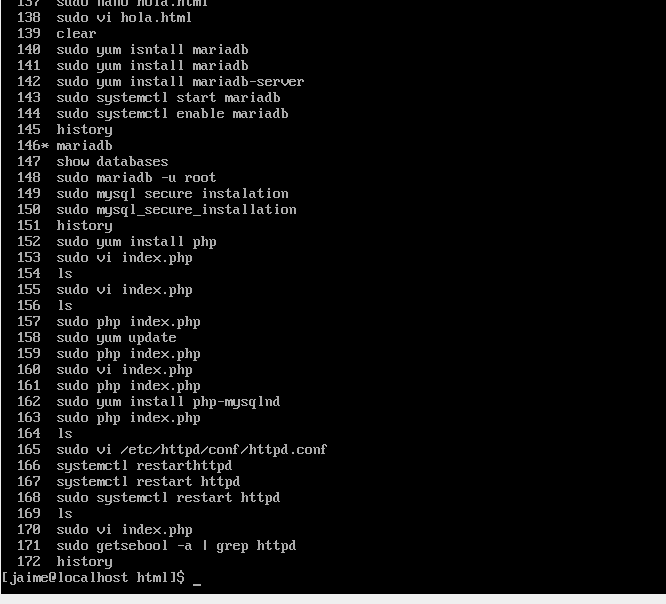 137  sudo nano hola.html
138  sudo vi hola.html
139  clear
140  sudo yum isntall mariadb
141  sudo yum install mariadb
142  sudo yum install mariadb-server
143  sudo systemctl start mariadb
144  sudo systemctl enable mariadb
145  history
146* mariadb
147  show databases
148  sudo mariadb -u root
149  sudo mysql secure instalation
150  sudo mysql_secure_installation
151  history
152  sudo yum install php
153  sudo vi index.php
154  ls
155  sudo vi index.php
156  ls
157  sudo php index.php
158  sudo yum update
159  sudo php index.php
160  sudo vi index.php
161  sudo php index.php
162  sudo yum install php-mysqlnd
163  sudo php index.php
164  ls
165  sudo vi /etc/httpd/conf/httpd.conf
166  systemctl restarthttpd
167  systemctl restart httpd
168  sudo systemctl restart httpd
169  ls
170  sudo vi index.php
171  sudo getsebool -a | grep httpd
172  history
[jaime@localhost html]$ _